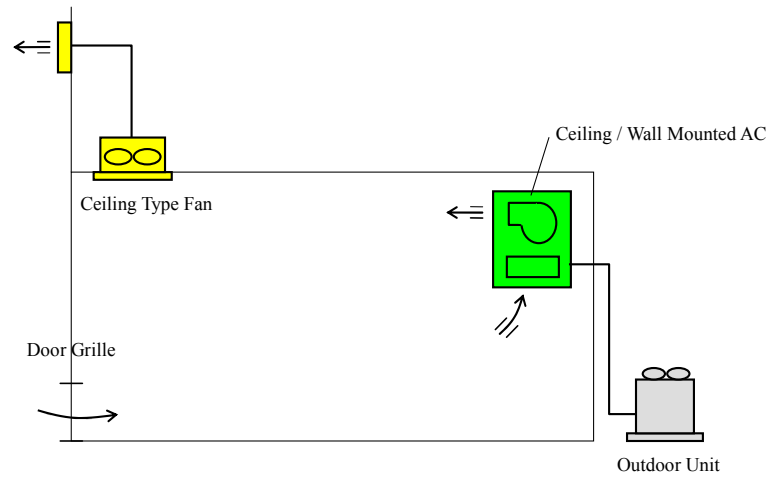 Ceiling / Wall Mounted AC
Ceiling Type Fan
Door Grille
Outdoor Unit